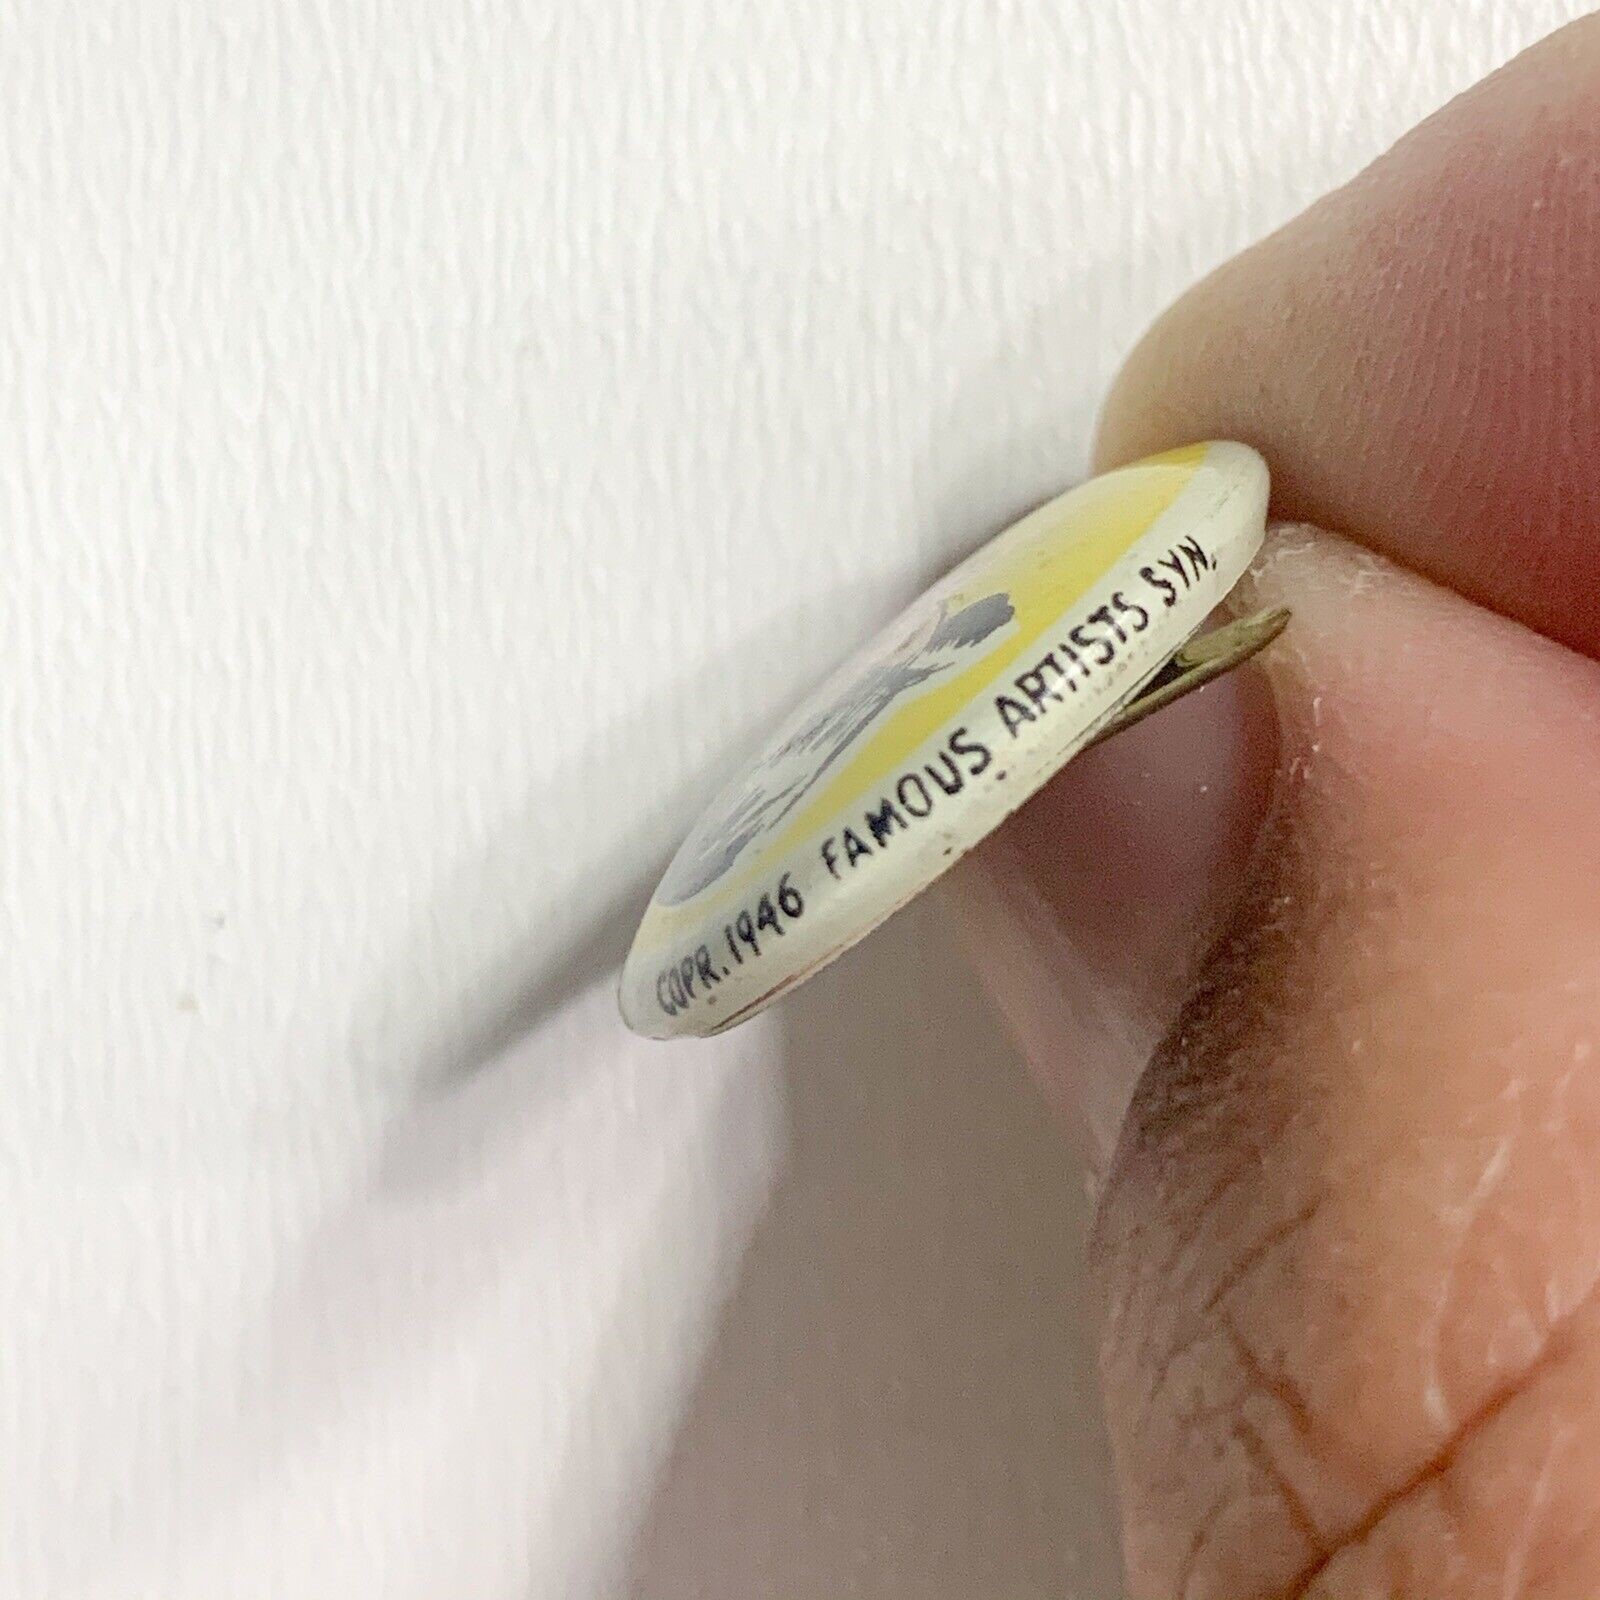 COPR. 1946 FAMOUS ARTISTS SYN.